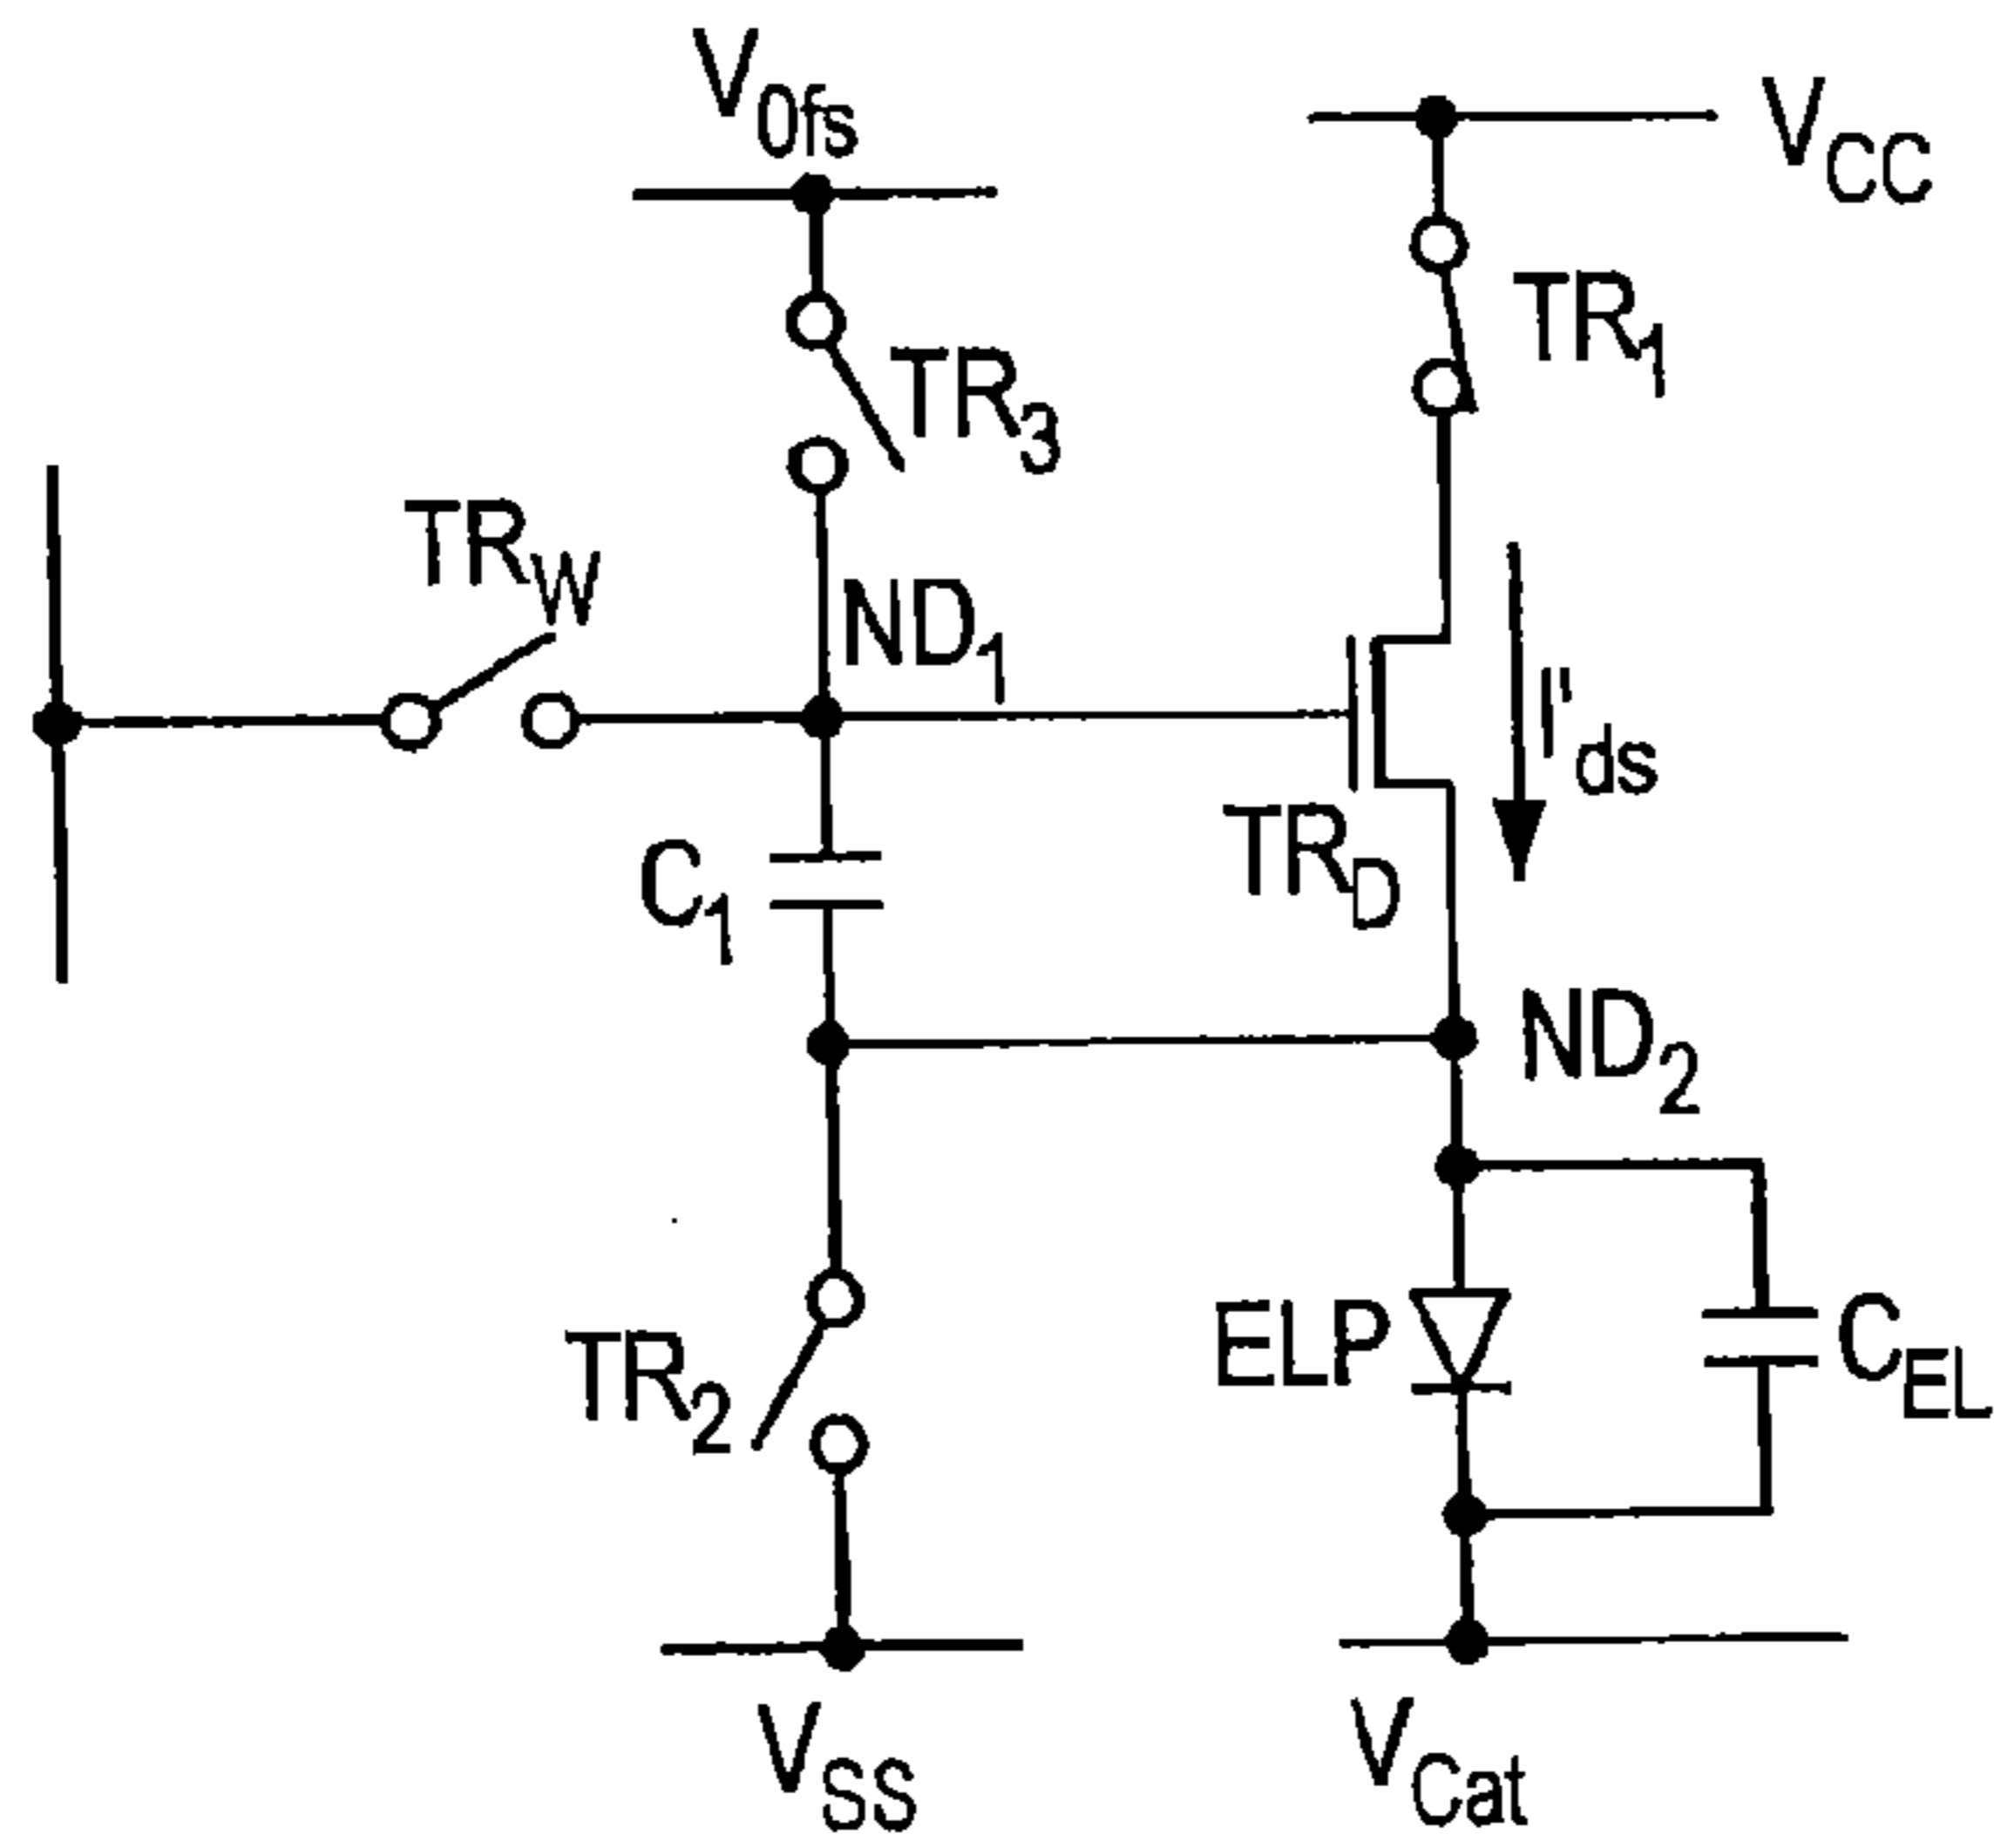 V0fs
VCC
TR1
TR3
TRW
ND1
I'ds
C1
TRD
ND2
ELP
CEL
TR2
VSS
VCat